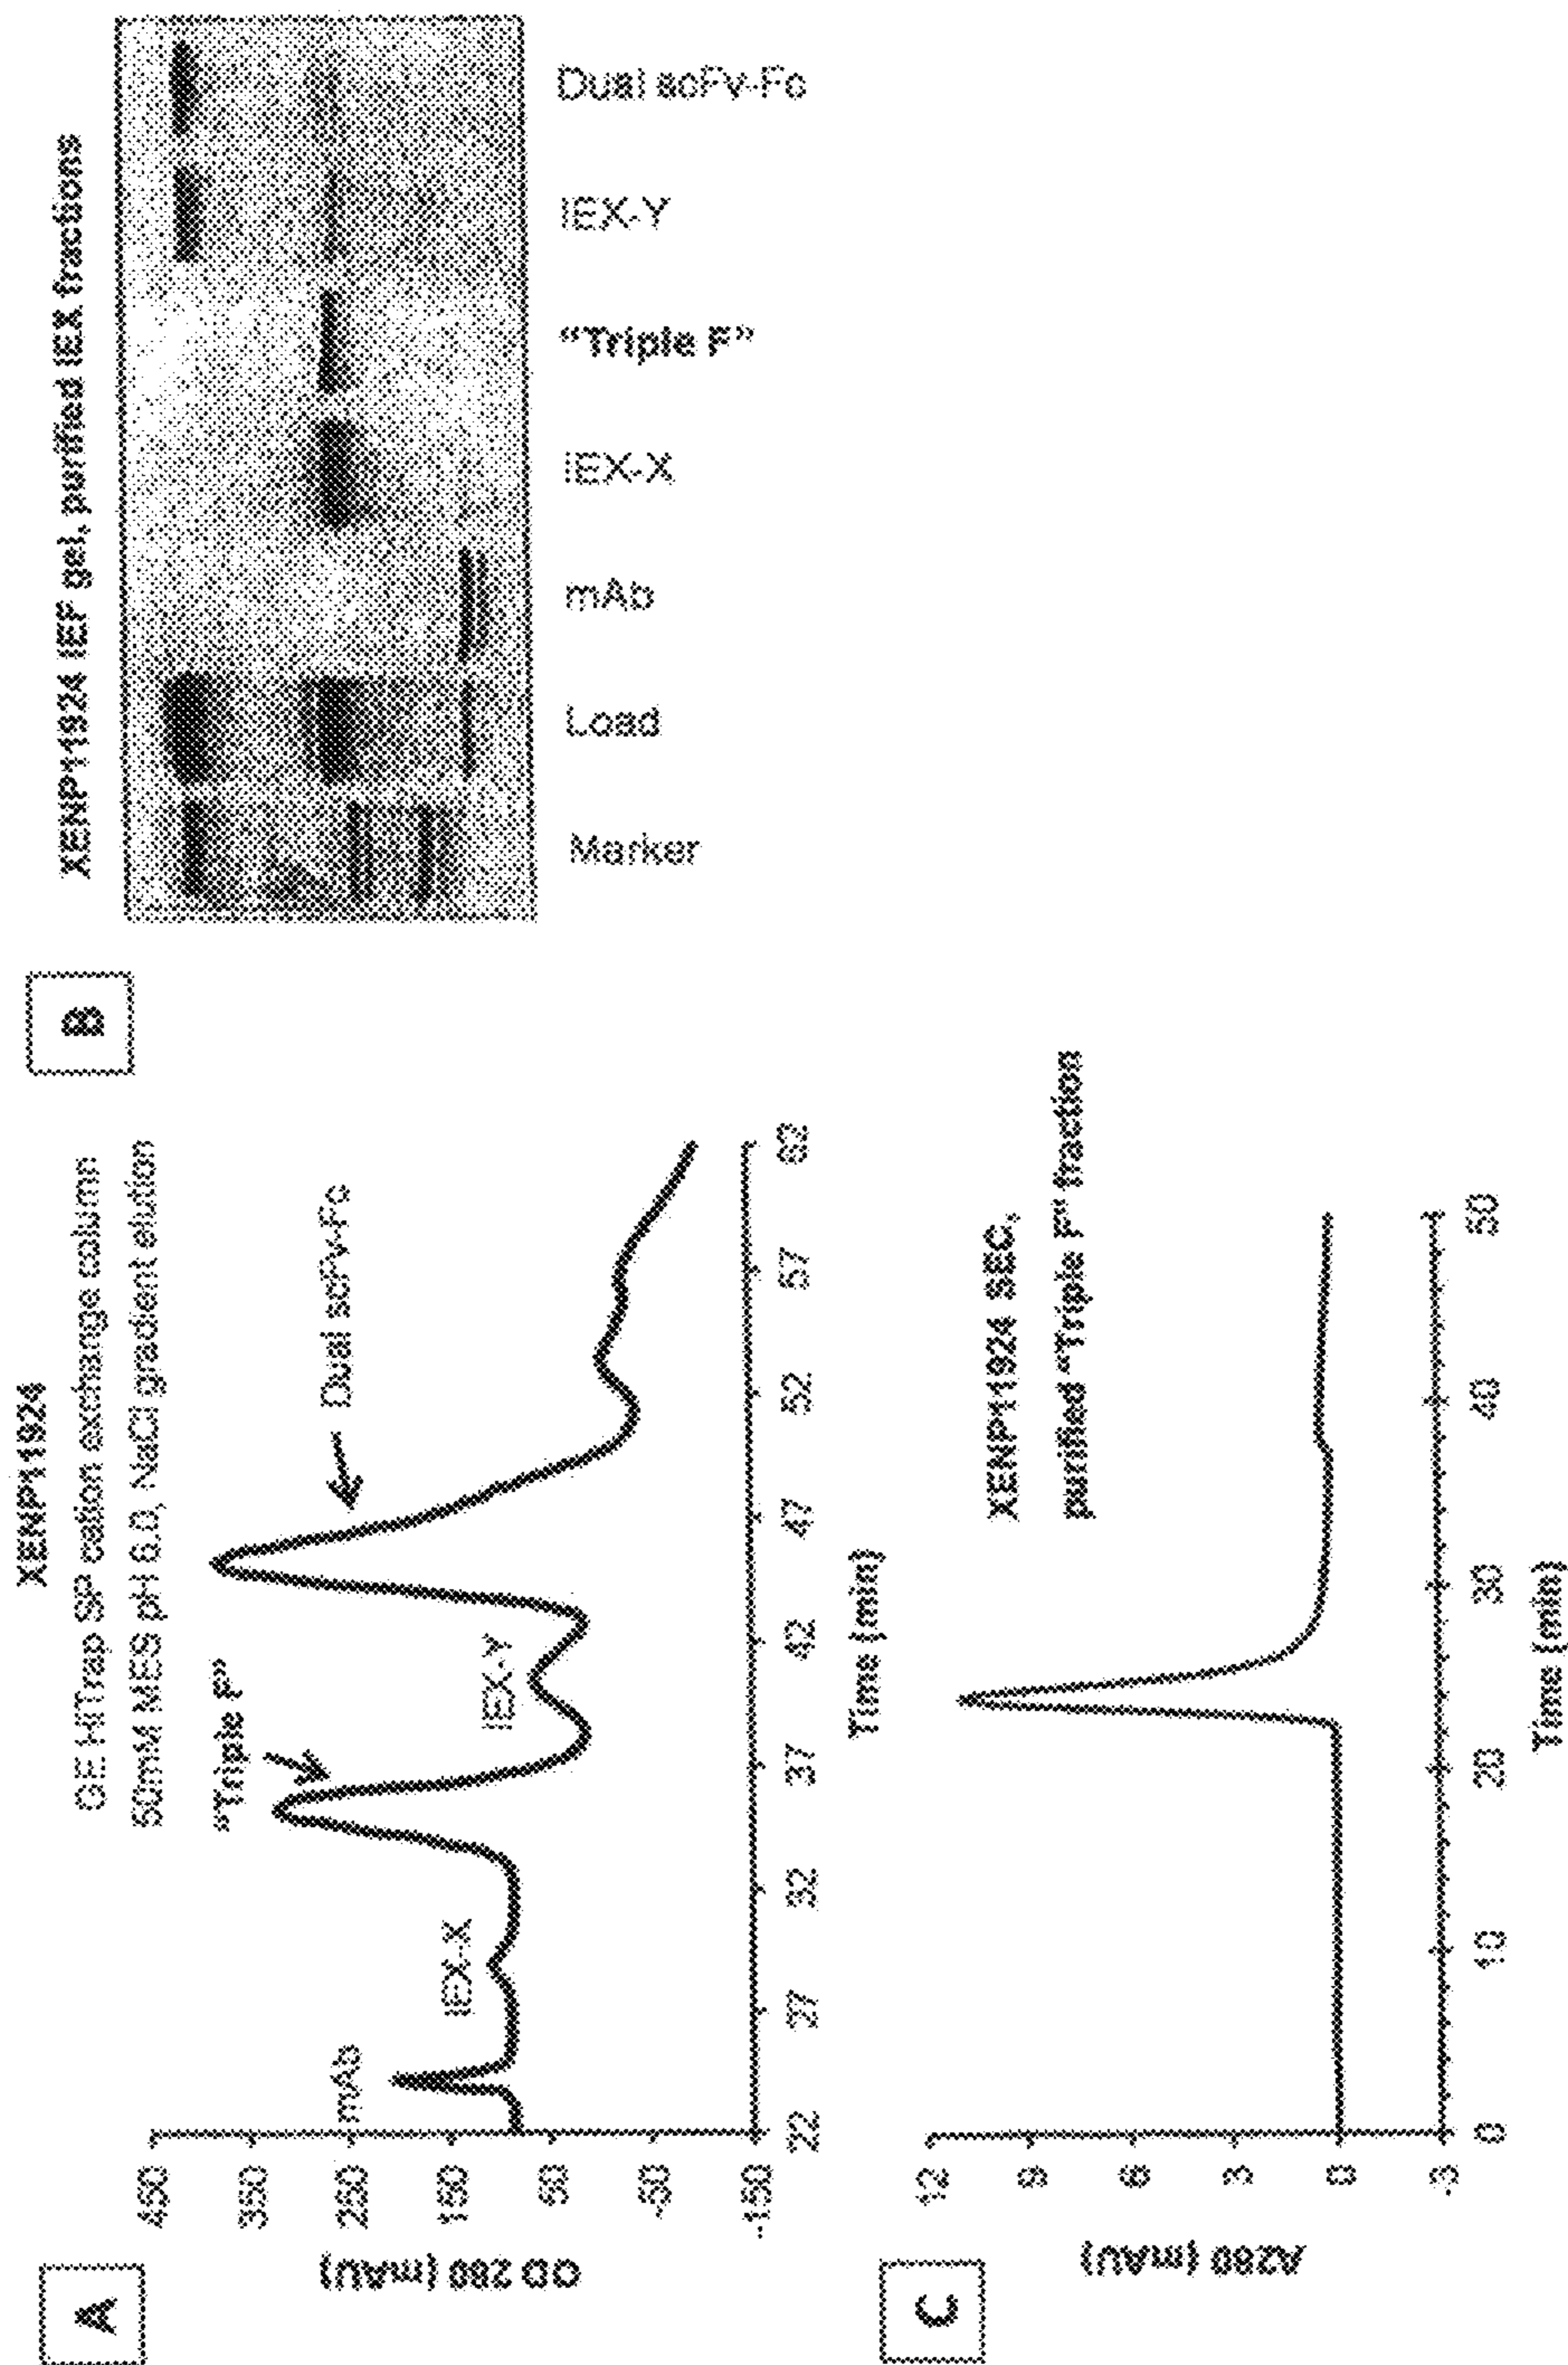 A
XENP11924
GE HiTrap SP cation exchange column
50mM MES pH 6.0, NaCl gradient elution
mAb
IEX-X
"Triple F"
IEX-Y
Dual scFv-Fc
OD 280 (mAU)
450
350
250
150
50
-50
-150
22 27 32 37 42 47 52 57 62
Time (min)
B
XENP11924 IEF gel, purified IEX fractions
Marker
Load
mAb
IEX-X
"Triple F"
IEX-Y
Dual scFv-Fc
C
XENP11924 SEC,
purified "Triple F" fraction
A280 (mAU)
12
9
6
3
0
-3
0 10 20 30 40 50
Time (min)